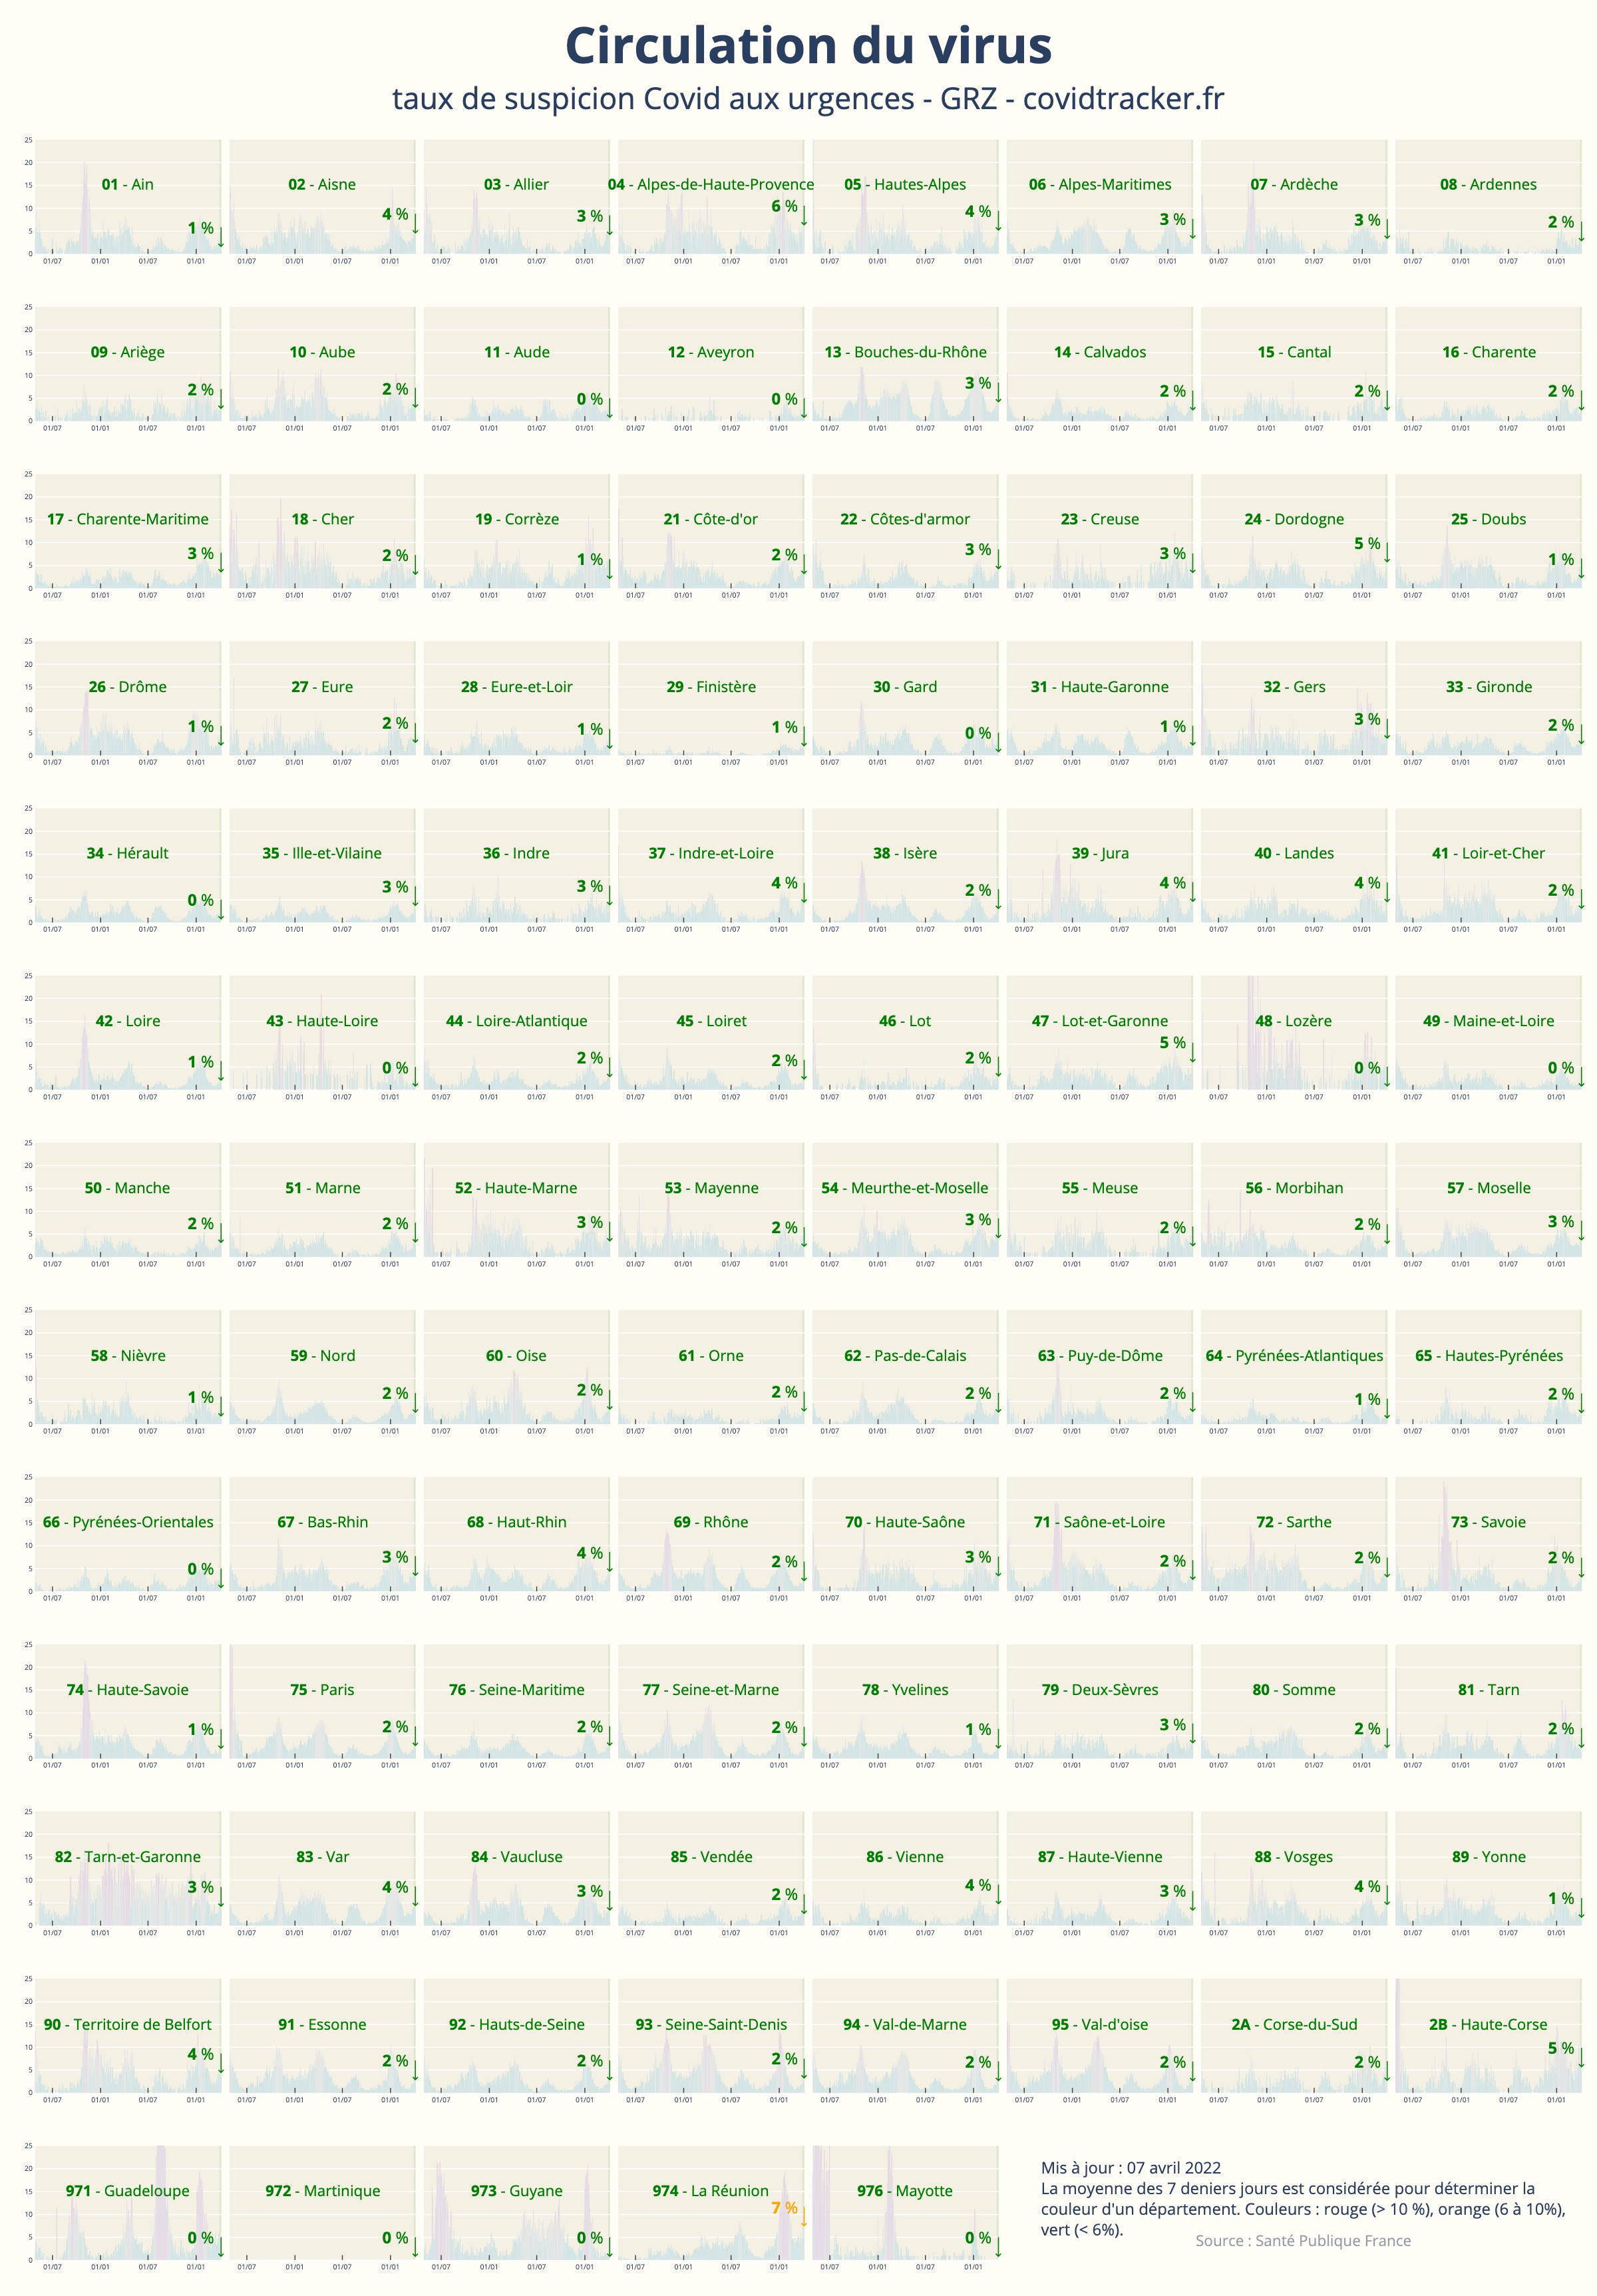 Circulation du virus
taux de suspicion Covid aux urgences - GRZ - covidtracker.fr
25
20
15
10
5
0
01 - Ain
1 %
02 - Aisne
4 %
03 - Allier
3 %
04 - Alpes-de-Haute-Provence
6 %
05 - Hautes-Alpes
4 %
06 - Alpes-Maritimes
3 %
07 - Ardèche
3 %
08 - Ardennes
2 %
01/07 01/01 01/07 01/01
09 - Ariège
2 %
10 - Aube
2 %
11 - Aude
0 %
12 - Aveyron
0 %
13 - Bouches-du-Rhône
3 %
14 - Calvados
2 %
15 - Cantal
2 %
16 - Charente
2 %
17 - Charente-Maritime
3 %
18 - Cher
2 %
19 - Corrèze
1 %
21 - Côte-d'or
2 %
22 - Côtes-d'armor
3 %
23 - Creuse
3 %
24 - Dordogne
5 %
25 - Doubs
1 %
26 - Drôme
1 %
27 - Eure
2 %
28 - Eure-et-Loir
1 %
29 - Finistère
1 %
30 - Gard
0 %
31 - Haute-Garonne
1 %
32 - Gers
3 %
33 - Gironde
2 %
34 - Hérault
0 %
35 - Ille-et-Vilaine
3 %
36 - Indre
3 %
37 - Indre-et-Loire
4 %
38 - Isère
2 %
39 - Jura
4 %
40 - Landes
4 %
41 - Loir-et-Cher
2 %
42 - Loire
1 %
43 - Haute-Loire
0 %
44 - Loire-Atlantique
2 %
45 - Loiret
2 %
46 - Lot
2 %
47 - Lot-et-Garonne
5 %
48 - Lozère
0 %
49 - Maine-et-Loire
0 %
50 - Manche
2 %
51 - Marne
2 %
52 - Haute-Marne
3 %
53 - Mayenne
2 %
54 - Meurthe-et-Moselle
3 %
55 - Meuse
2 %
56 - Morbihan
2 %
57 - Moselle
3 %
58 - Nièvre
1 %
59 - Nord
2 %
60 - Oise
2 %
61 - Orne
2 %
62 - Pas-de-Calais
2 %
63 - Puy-de-Dôme
2 %
64 - Pyrénées-Atlantiques
1 %
65 - Hautes-Pyrénées
2 %
66 - Pyrénées-Orientales
0 %
67 - Bas-Rhin
3 %
68 - Haut-Rhin
4 %
69 - Rhône
2 %
70 - Haute-Saône
3 %
71 - Saône-et-Loire
2 %
72 - Sarthe
2 %
73 - Savoie
2 %
74 - Haute-Savoie
1 %
75 - Paris
2 %
76 - Seine-Maritime
2 %
77 - Seine-et-Marne
2 %
78 - Yvelines
1 %
79 - Deux-Sèvres
3 %
80 - Somme
2 %
81 - Tarn
2 %
82 - Tarn-et-Garonne
3 %
83 - Var
4 %
84 - Vaucluse
3 %
85 - Vendée
2 %
86 - Vienne
4 %
87 - Haute-Vienne
3 %
88 - Vosges
4 %
89 - Yonne
1 %
90 - Territoire de Belfort
4 %
91 - Essonne
2 %
92 - Hauts-de-Seine
2 %
93 - Seine-Saint-Denis
2 %
94 - Val-de-Marne
2 %
95 - Val-d'oise
2 %
2A - Corse-du-Sud
2 %
2B - Haute-Corse
5 %
971 - Guadeloupe
0 %
972 - Martinique
0 %
973 - Guyane
0 %
974 - La Réunion
7 %
976 - Mayotte
0 %
Mis à jour : 07 avril 2022
La moyenne des 7 deniers jours est considérée pour déterminer la
couleur d'un département. Couleurs : rouge (> 10 %), orange (6 à 10%),
vert (< 6%).
Source : Santé Publique France